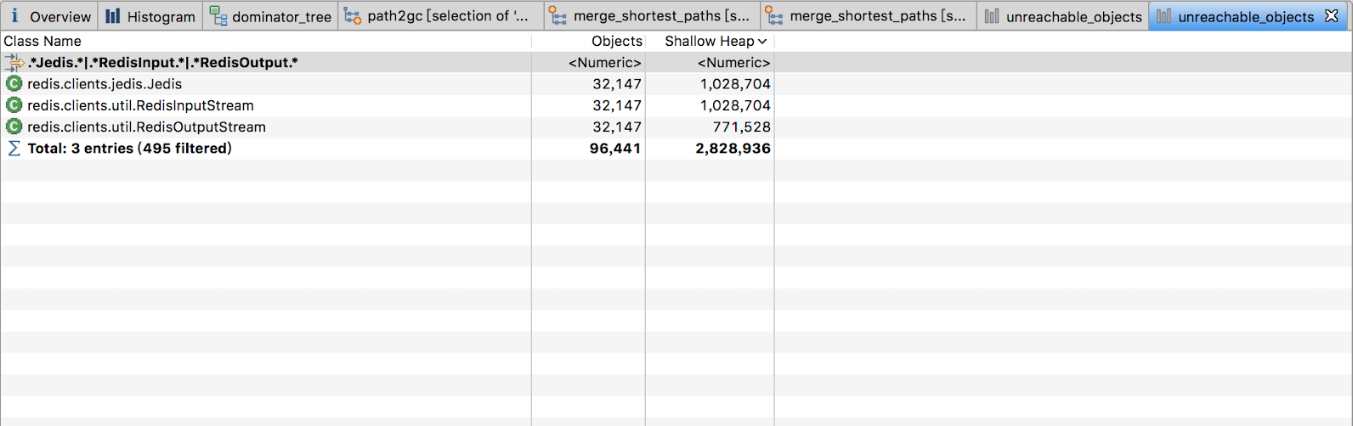 Overview Histogram dominator_tree path2gc [selection of '... merge_shortest_paths [s... merge_shortest_paths [s... unreachable_objects unreachable_objects
Class Name Objects Shallow Heap
.*Jedis.*|.*RedisInput.*|.*RedisOutput.* <Numeric> <Numeric>
redis.clients.jedis.Jedis 32,147 1,028,704
redis.clients.util.RedisInputStream 32,147 1,028,704
redis.clients.util.RedisOutputStream 32,147 771,528
Total: 3 entries (495 filtered) 96,441 2,828,936